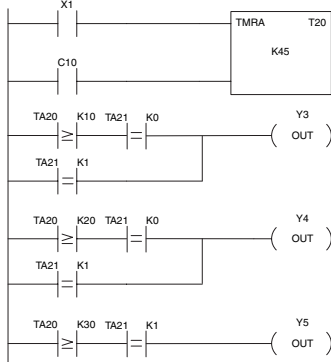 X1
TMRA T20
K45
C10
TA20 K10 TA21 K0 Y3
≥ = OUT
TA21 K1
=
TA20 K20 TA21 K0 Y4
≥ = OUT
TA21 K1
=
TA20 K30 TA21 K1 Y5
≥ = OUT